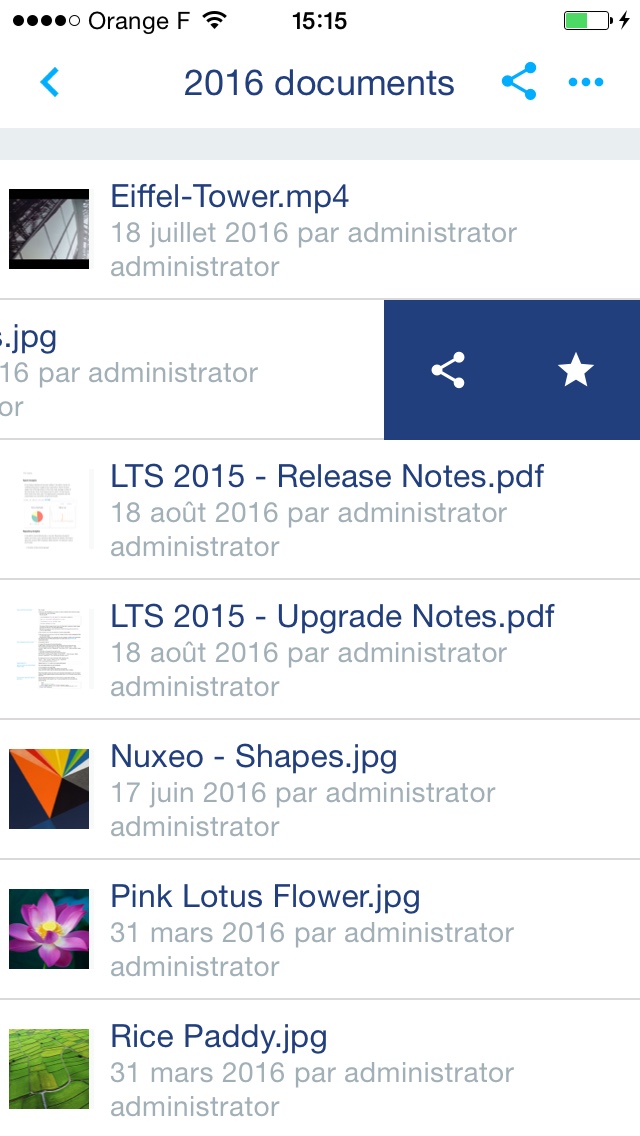 Orange F
15:15
2016 documents
Eiffel-Tower.mp4
18 juillet 2016 par administrator
administrator
s.jpg
16 par administrator
or
LTS 2015 - Release Notes.pdf
18 août 2016 par administrator
administrator
LTS 2015 - Upgrade Notes.pdf
18 août 2016 par administrator
administrator
Nuxeo - Shapes.jpg
17 juin 2016 par administrator
administrator
Pink Lotus Flower.jpg
31 mars 2016 par administrator
administrator
Rice Paddy.jpg
31 mars 2016 par administrator
administrator